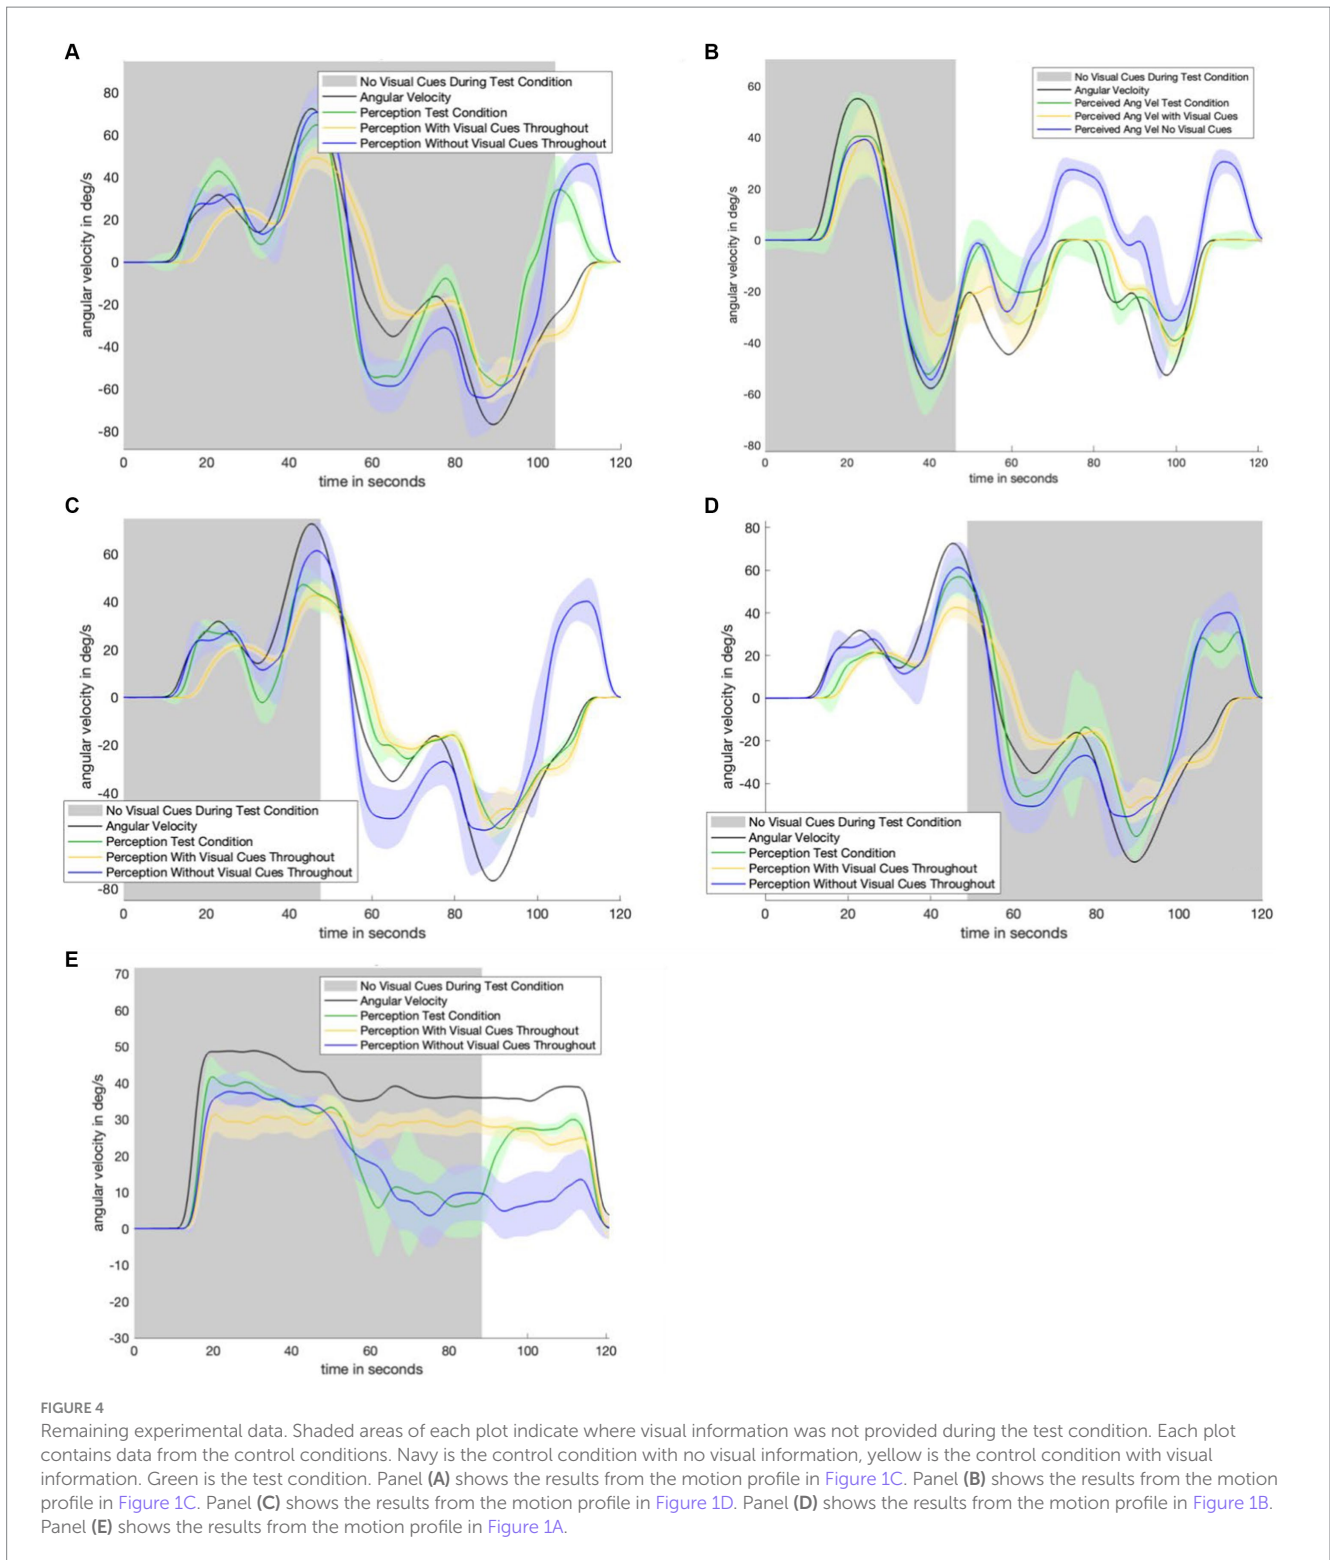 A
No Visual Cues During Test Condition
Angular Velocity
Perception Test Condition
Perception With Visual Cues Throughout
Perception Without Visual Cues Throughout
80
60
40
20
0
-20
-40
-60
-80
angular velocity in deg/s
0 20 40 60 80 100 120
time in seconds
B
No Visual Cues During Test Condition
Angular Vecloity
Perceived Ang Vel Test Condition
Perceived Ang Vel with Visual Cues
Perceived Ang Vel No Visual Cues
60
40
20
0
-20
-40
-60
-80
angular velocity in deg/s
0 20 40 60 80 100 120
time in seconds
C
60
40
20
0
-20
-40
-80
angular velocity in deg/s
No Visual Cues During Test Condition
Angular Velocity
Perception Test Condition
Perception With Visual Cues Throughout
Perception Without Visual Cues Throughout
0 20 40 60 80 100 120
time in seconds
D
80
60
40
20
0
-20
-40
angular velocity in deg/s
No Visual Cues During Test Condition
Angular Velocity
Perception Test Condition
Perception With Visual Cues Throughout
Perception Without Visual Cues Throughout
0 20 40 60 80 100 120
time in seconds
E
No Visual Cues During Test Condition
Angular Velocity
Perception Test Condition
Perception With Visual Cues Throughout
Perception Without Visual Cues Throughout
70
60
50
40
30
20
10
0
-10
-20
-30
angular velocity in deg/s
0 20 40 60 80 100 120
time in seconds
FIGURE 4
Remaining experimental data. Shaded areas of each plot indicate where visual information was not provided during the test condition. Each plot
contains data from the control conditions. Navy is the control condition with no visual information, yellow is the control condition with visual
information. Green is the test condition. Panel (A) shows the results from the motion profile in Figure 1C. Panel (B) shows the results from the motion
profile in Figure 1C. Panel (C) shows the results from the motion profile in Figure 1D. Panel (D) shows the results from the motion profile in Figure 1B.
Panel (E) shows the results from the motion profile in Figure 1A.